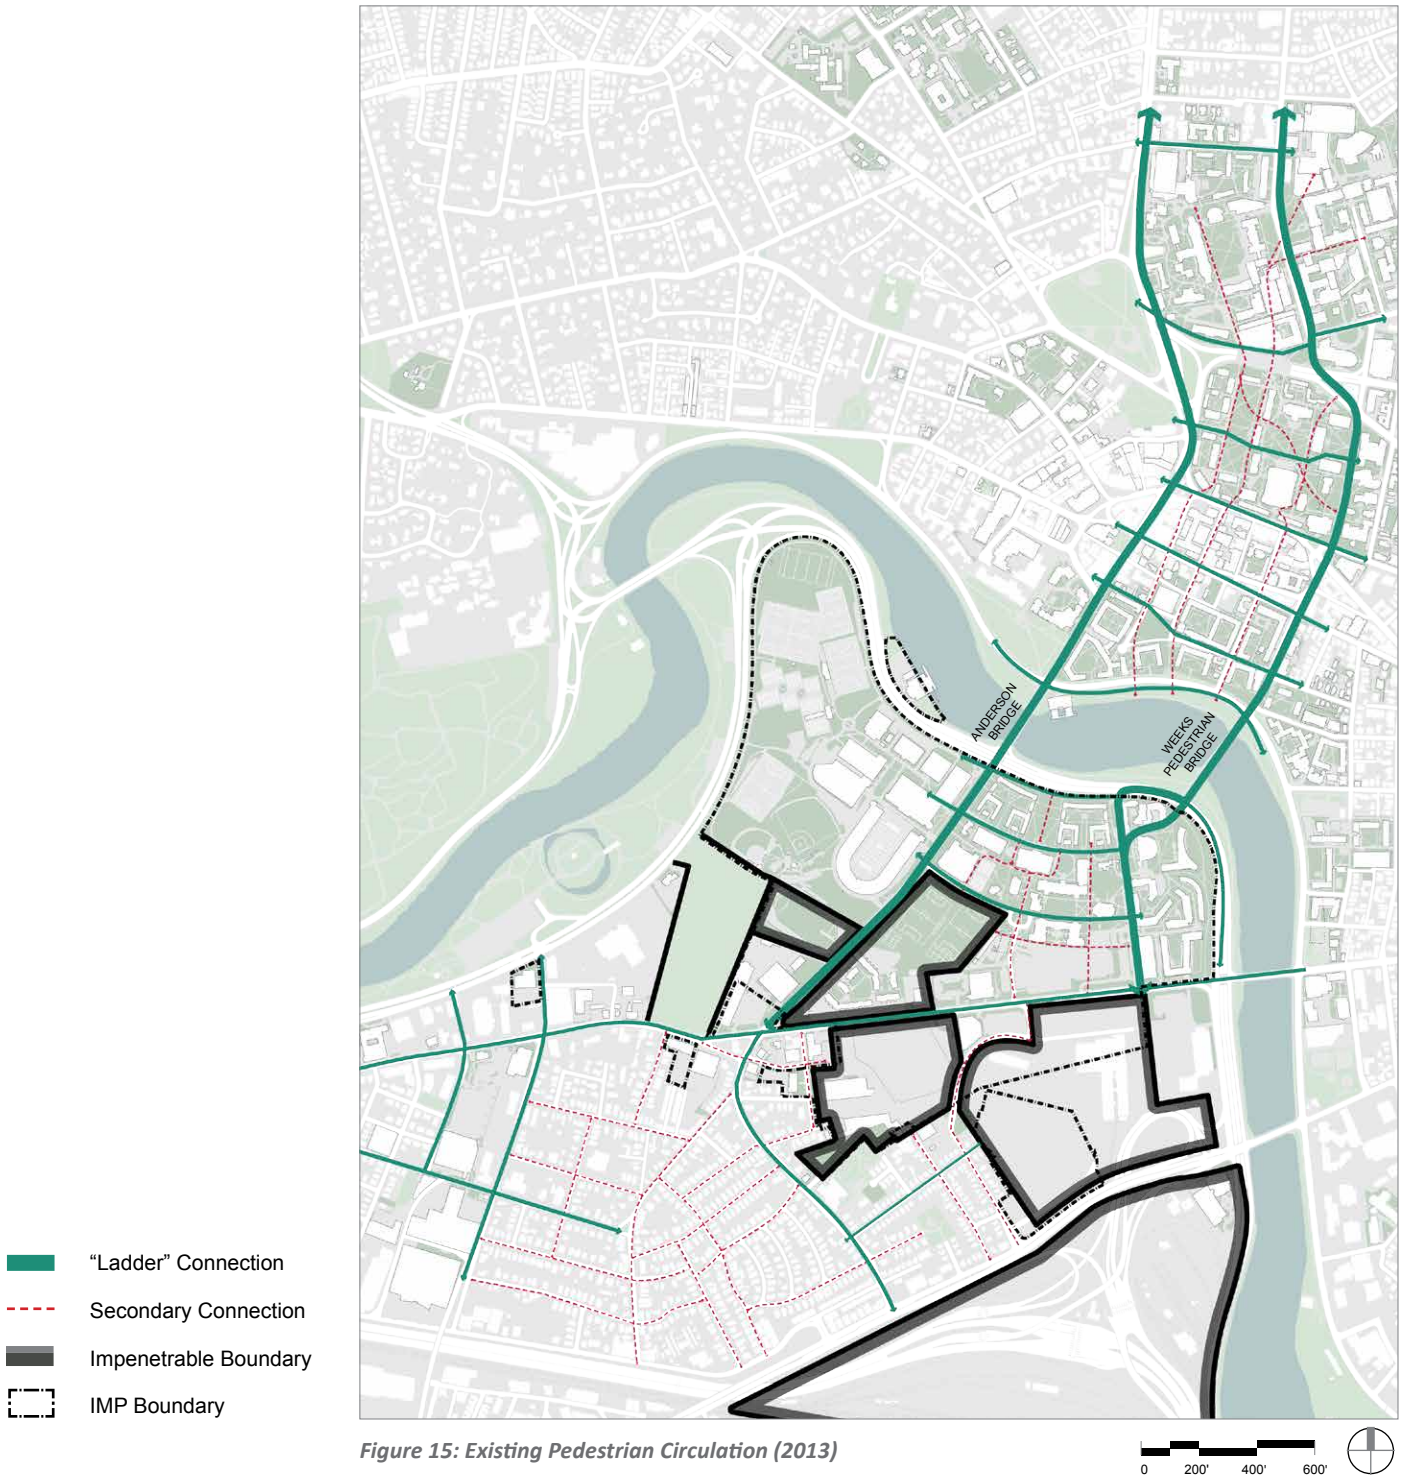 ANDERSON
BRIDGE
WEEKS
PEDESTRIAN
BRIDGE
“Ladder” Connection
Secondary Connection
Impenetrable Boundary
IMP Boundary
Figure 15: Existing Pedestrian Circulation (2013)
0 200' 400' 600'